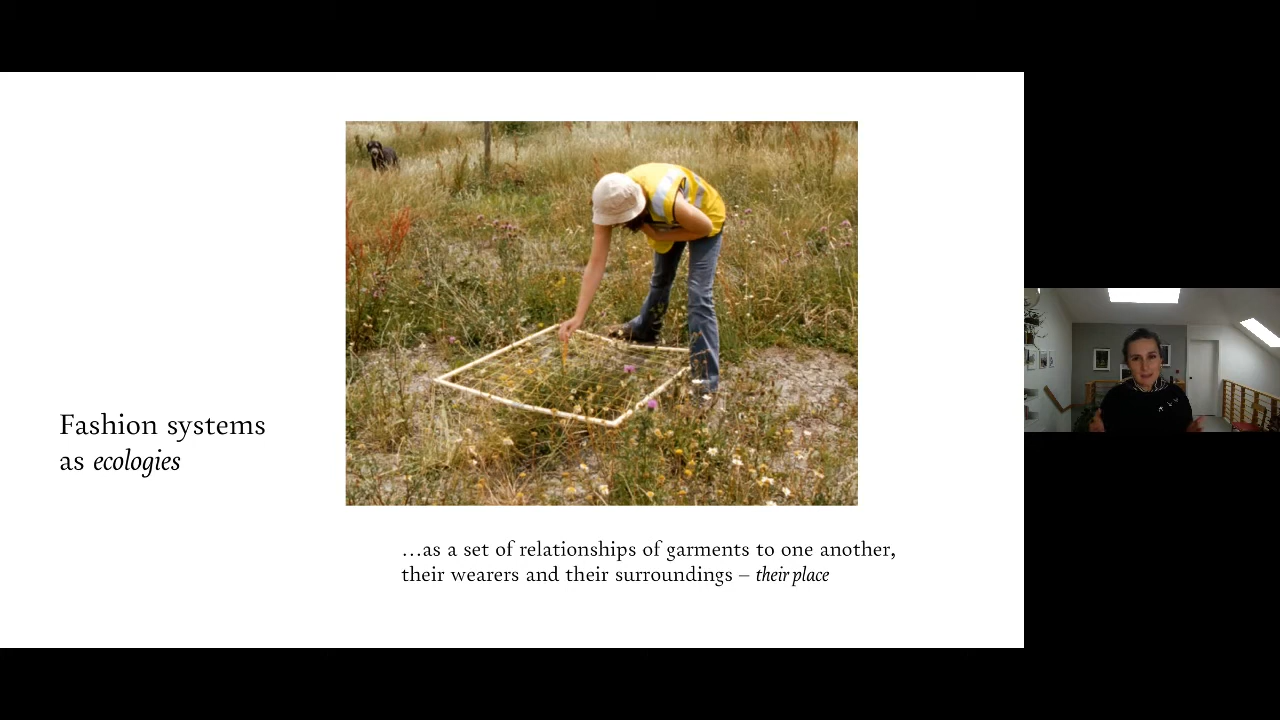 Fashion systems
as ecologies
…as a set of relationships of garments to one another,
their wearers and their surroundings – their place